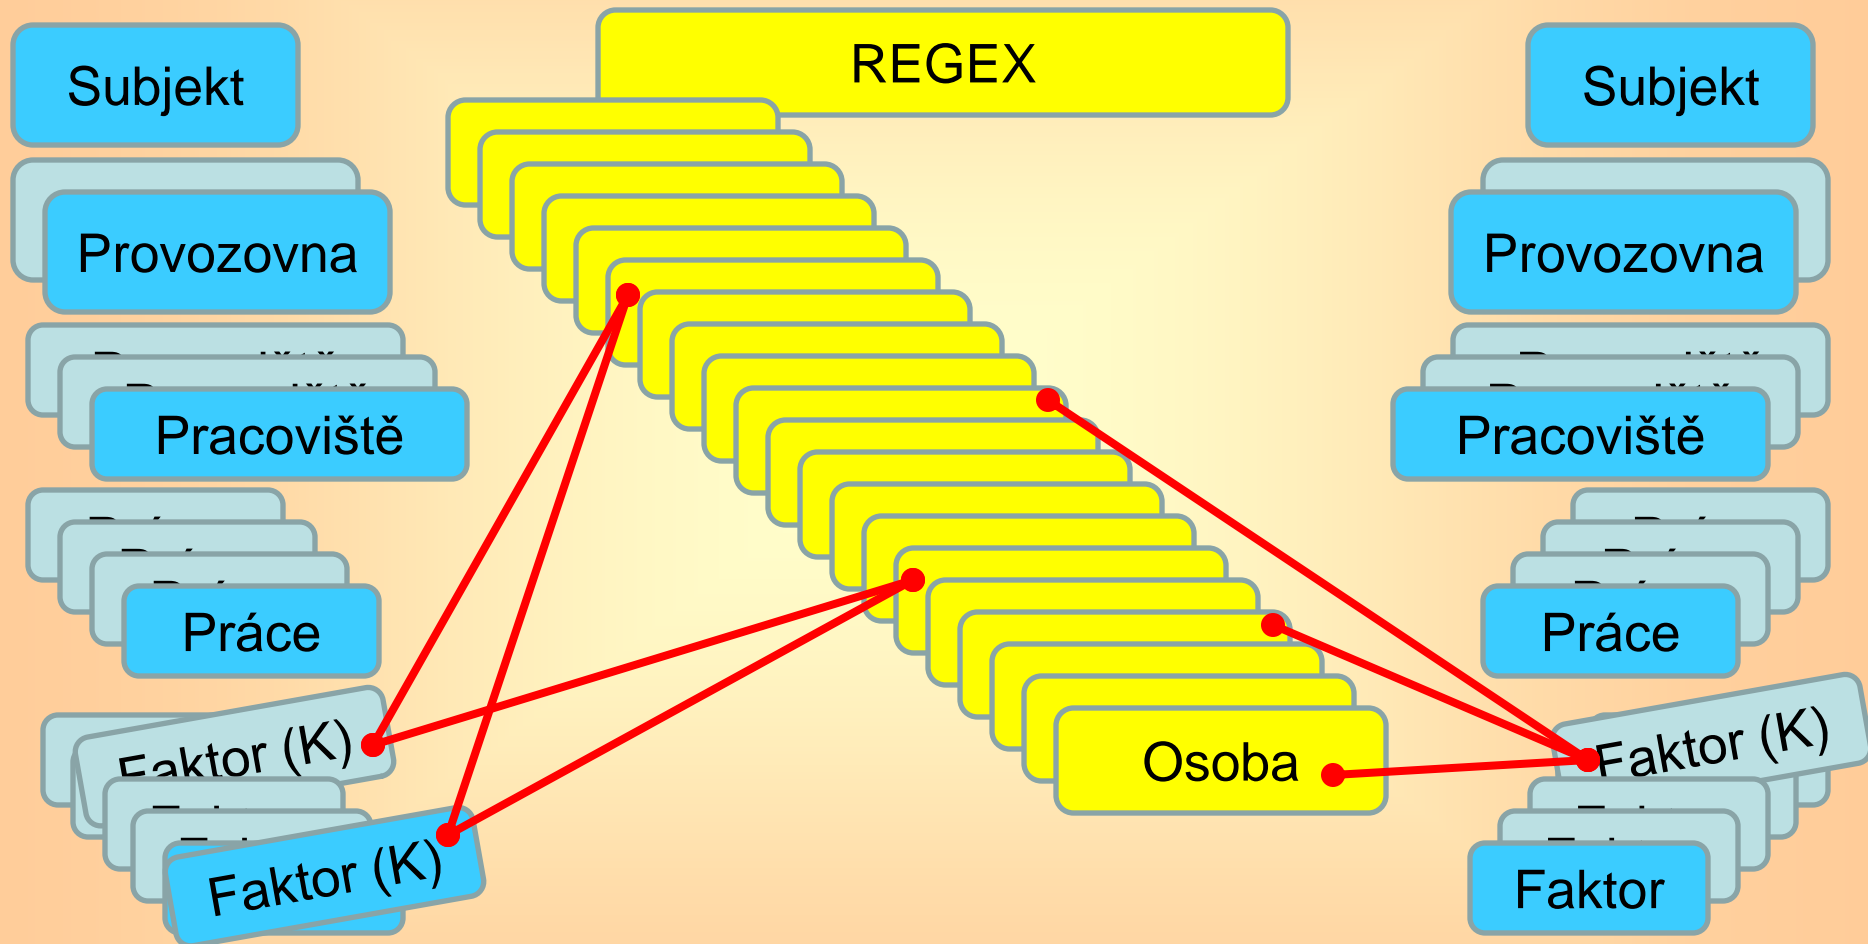 REGEX
Subjekt
Provozovna
Pracoviště
Práce
Faktor (K)
Faktor (K)
Osoba
Subjekt
Provozovna
Pracoviště
Práce
Faktor (K)
Faktor